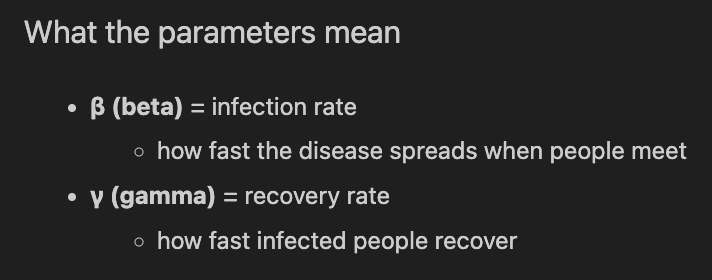 What the parameters mean
• β (beta) = infection rate
◦ how fast the disease spreads when people meet
• γ (gamma) = recovery rate
◦ how fast infected people recover